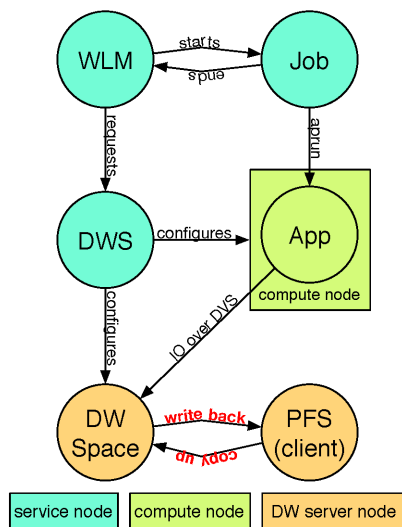 starts
WLM
Job
ends
requests
aprun
DWS
configures
App
compute node
configures
IO over DVS
DW
Space
write back
PFS
(client)
copy up
service node
compute node
DW server node